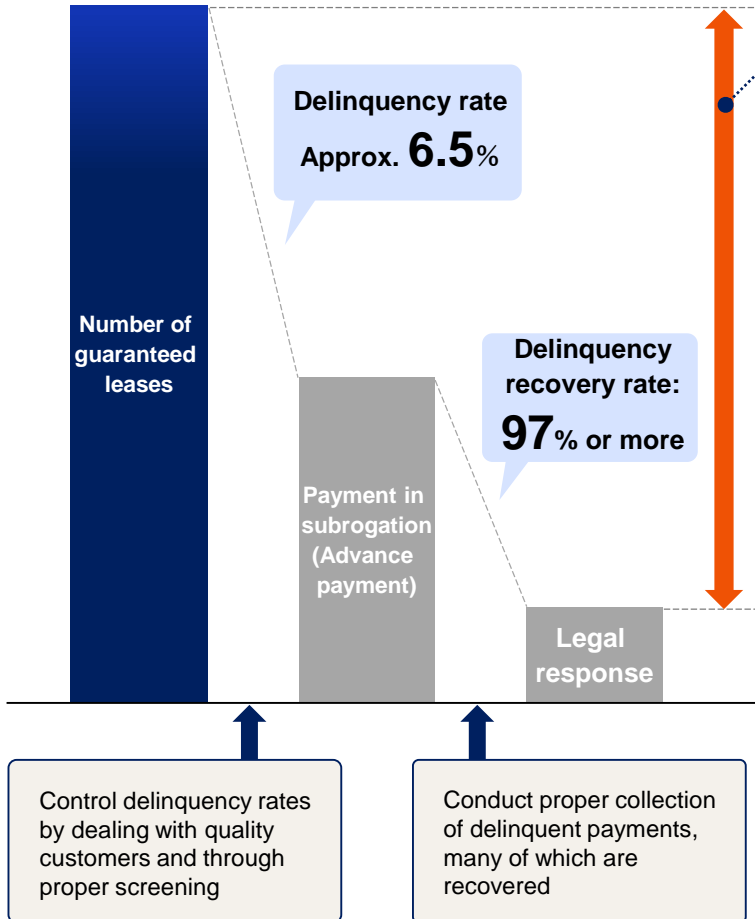 Delinquency rate
Approx. 6.5%
Number of
guaranteed
leases
Delinquency
recovery rate:
97% or more
Payment in
subrogation
(Advance
payment)
Legal
response
Control delinquency rates
by dealing with quality
customers and through
proper screening
Conduct proper collection
of delinquent payments,
many of which are
recovered